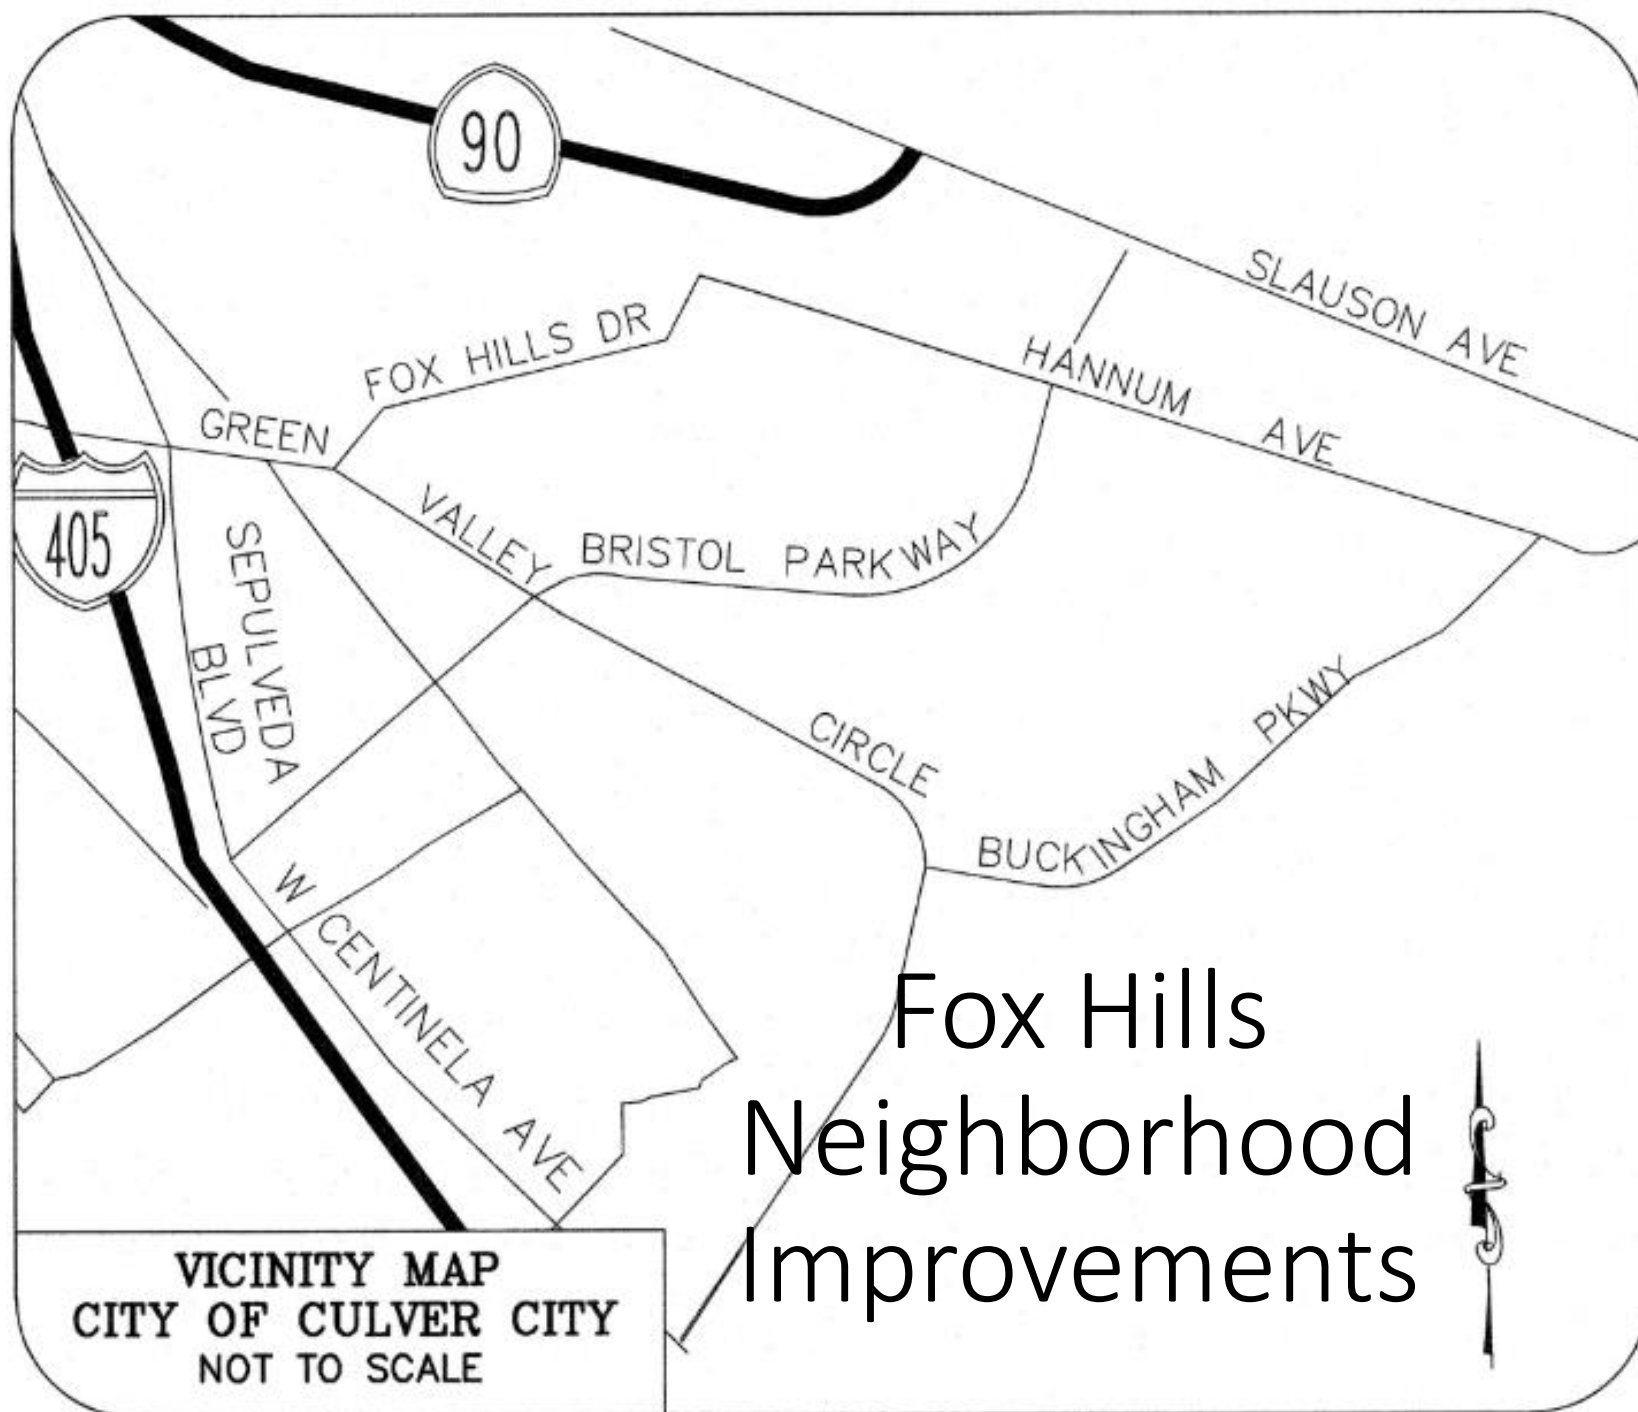 90
SLAUSON AVE
FOX HILLS DR
HANNUM AVE
GREEN VALLEY CIRCLE
405
SEPULVEDA
BLVD
BRISTOL PARKWAY
BUCKINGHAM PKWY
W CENTINELA AVE
Fox Hills
Neighborhood
Improvements
VICINITY MAP
CITY OF CULVER CITY
NOT TO SCALE